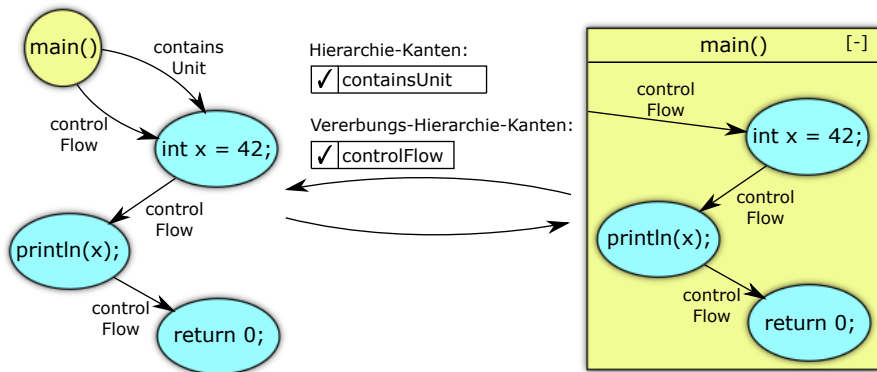 main()
contains
Unit
control
Flow
int x = 42;
control
Flow
println(x);
control
Flow
return 0;
Hierarchie-Kanten:
✓ containsUnit
Vererbungs-Hierarchie-Kanten:
✓ controlFlow
main() [-]
control
Flow
int x = 42;
control
Flow
println(x);
control
Flow
return 0;